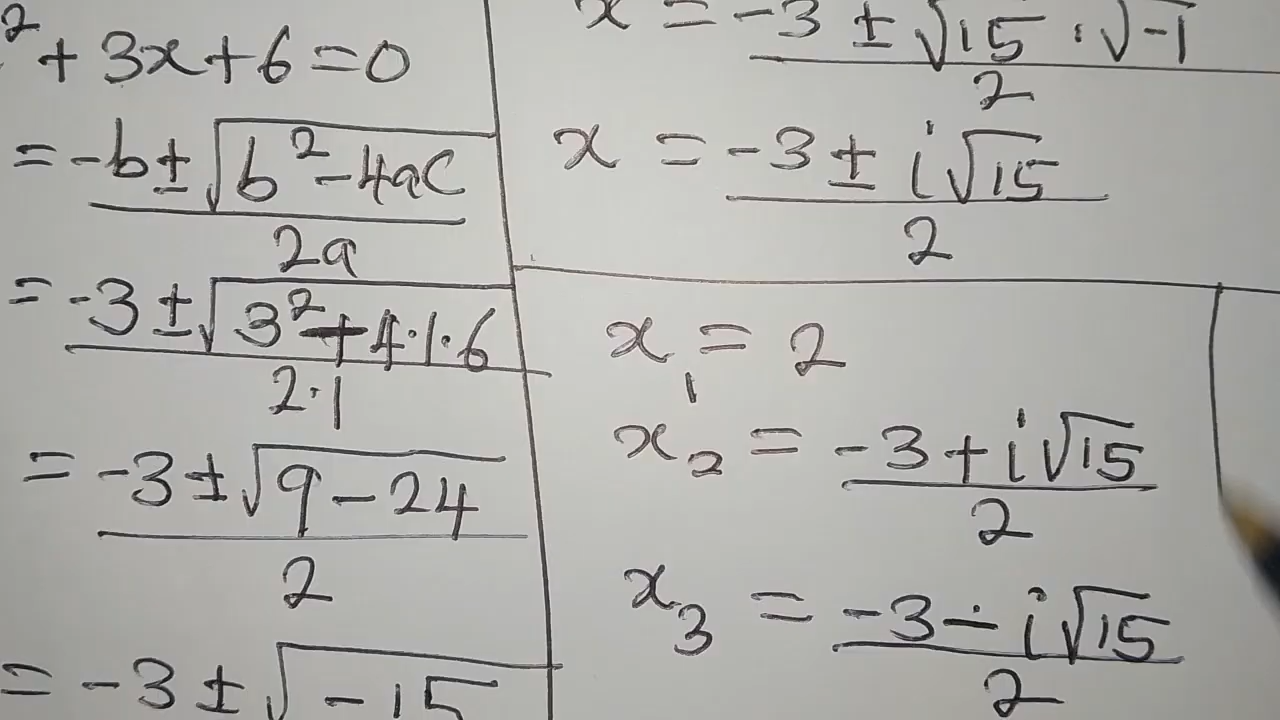 ² + 3x + 6 = 0
= -b ± √(b² - 4ac) / 2a
= -3 ± √(3² + 4·1·6) / 2·1
= -3 ± √(9 - 24) / 2
= -3 ± √-15
x = -3 ± √15 · √-1 / 2
x = -3 ± i√15 / 2
x₁ = 2
x₂ = -3 + i√15 / 2
x₃ = -3 - i√15 / 2